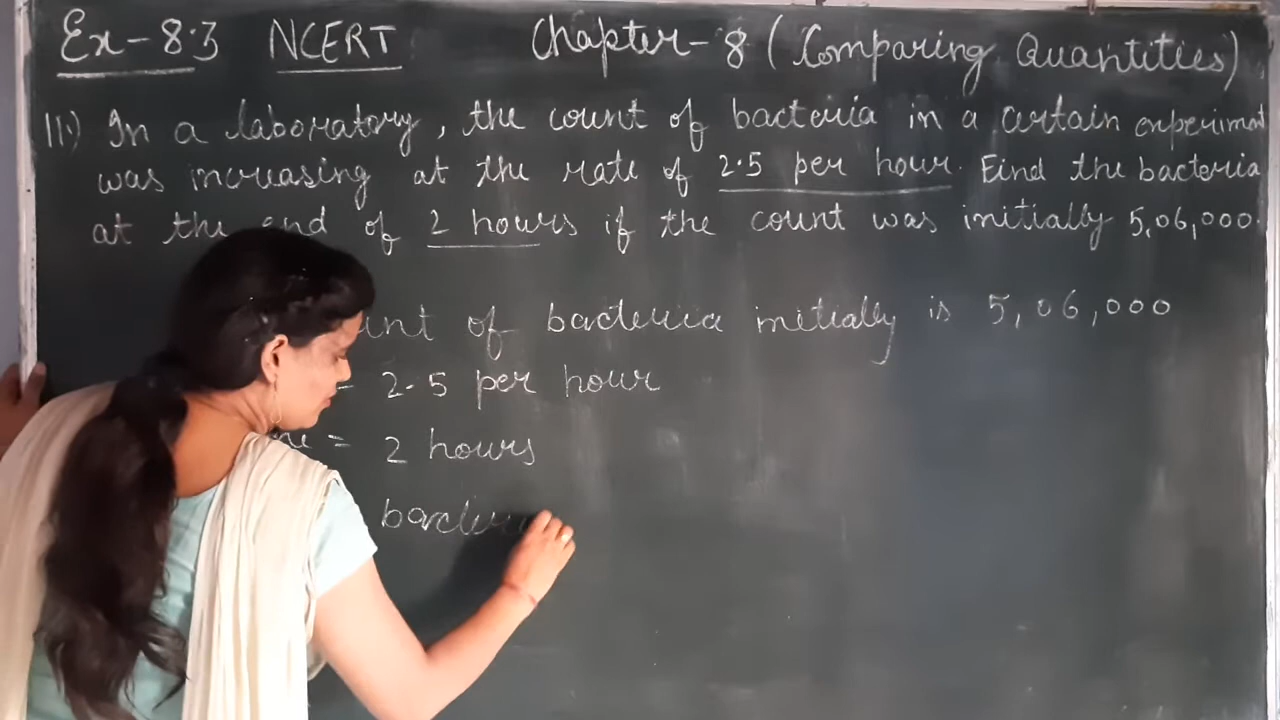 Ex-8.3 NCERT Chapter-8 (Comparing Quantities)
11.) In a laboratory, the count of bacteria in a certain experiment
was increasing at the rate of 2.5 per hour. Find the bacteria
at the end of 2 hours if the count was initially 5,06,000.
of bacteria initially is 5,06,000
2.5 per hour
= 2 hours